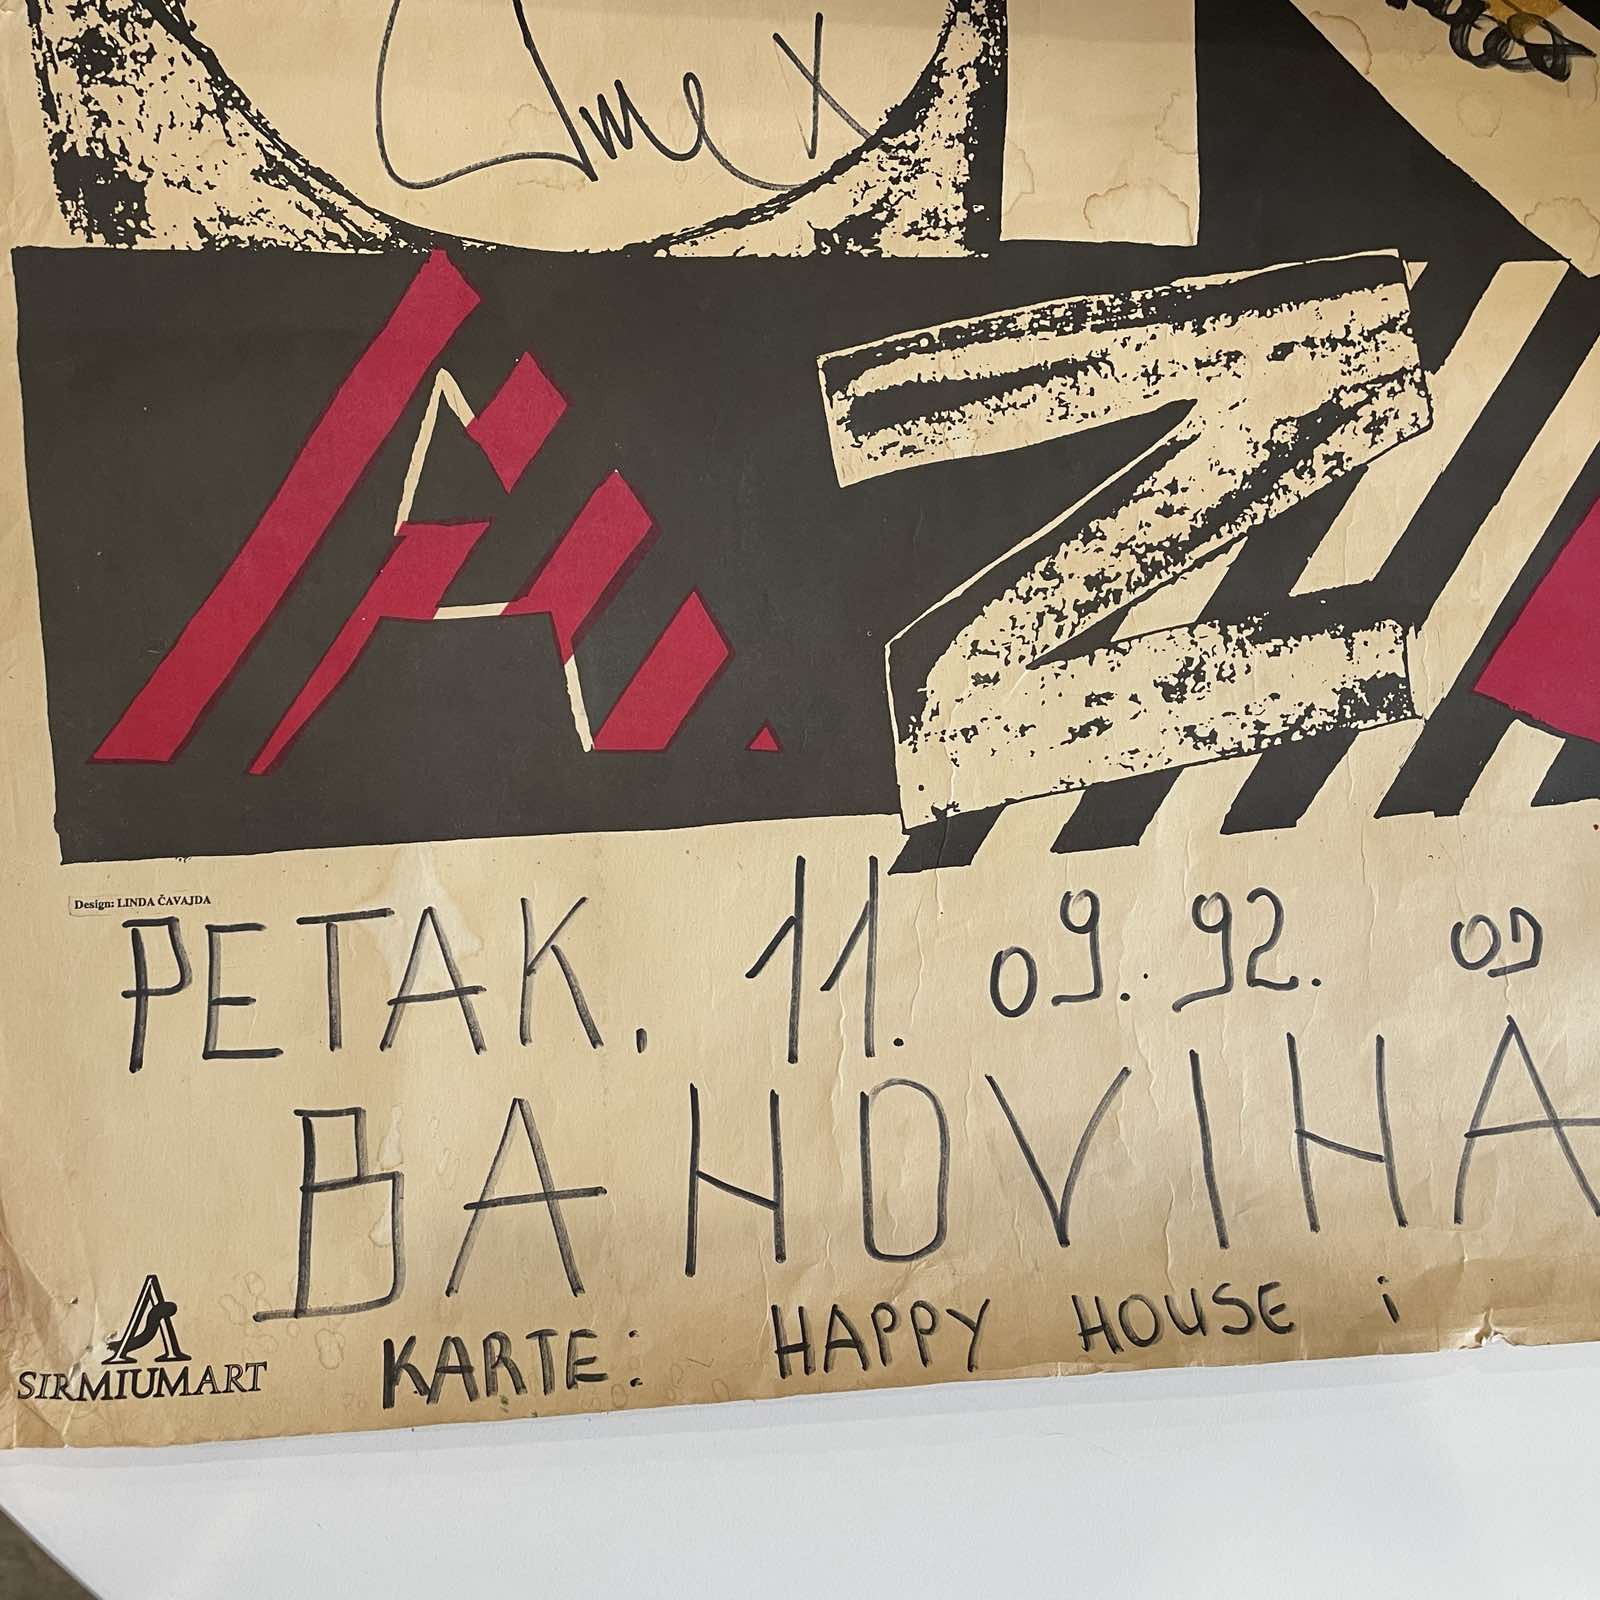 Z
Design: LINDA ČAVAJDA
PETAK, 11. 09. 92. OD
BANOVINA
KARTE: HAPPY HOUSE i
SIRMIUMART